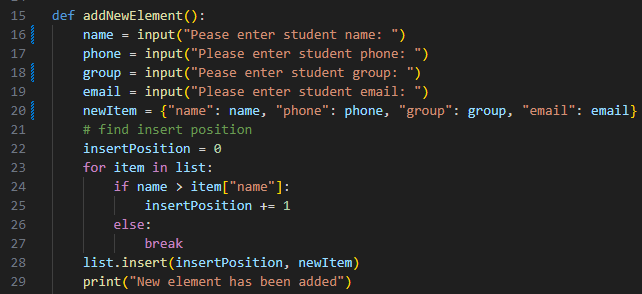 15 def addNewElement():
16 name = input("Pease enter student name: ")
17 phone = input("Please enter student phone: ")
18 group = input("Pease enter student group: ")
19 email = input("Please enter student email: ")
20 newItem = {"name": name, "phone": phone, "group": group, "email": email}
21 # find insert position
22 insertPosition = 0
23 for item in list:
24 if name > item["name"]:
25 insertPosition += 1
26 else:
27 break
28 list.insert(insertPosition, newItem)
29 print("New element has been added")